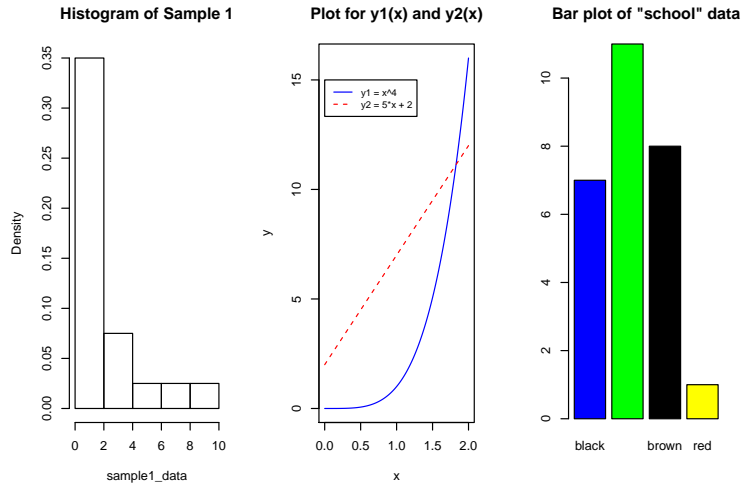 Histogram of Sample 1
Density
0.00 0.05 0.10 0.15 0.20 0.25 0.30 0.35
0 2 4 6 8 10
sample1_data
Plot for y1(x) and y2(x)
y1 = x^4
y2 = 5*x + 2
y
0 5 10 15
0.0 0.5 1.0 1.5 2.0
x
Bar plot of "school" data
0 2 4 6 8 10
black brown red